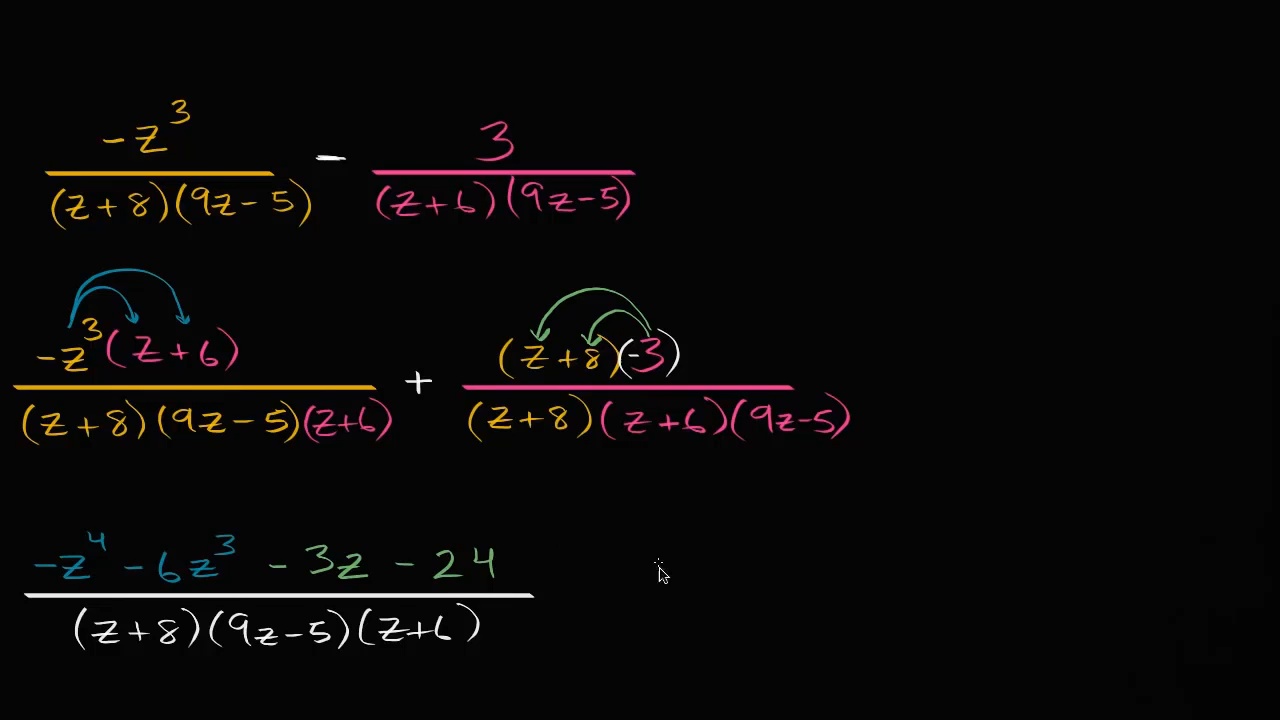 -z³ - 3
(z+8)(9z-5) (z+6)(9z-5)
-z³(z+6) + (z+8)(-3)
(z+8)(9z-5)(z+6) (z+8)(z+6)(9z-5)
-z⁴ - 6z³ - 3z - 24
(z+8)(9z-5)(z+6)